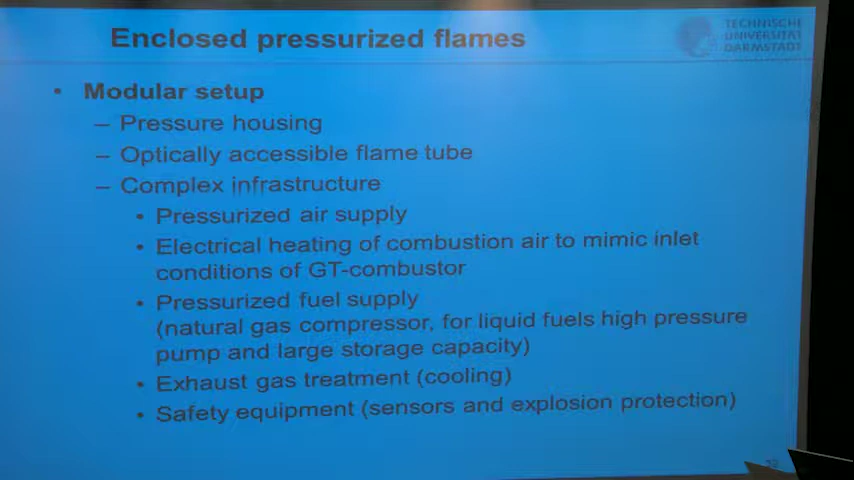 Enclosed pressurized flames
TECHNISCHE
UNIVERSITÄT
DARMSTADT
• Modular setup
– Pressure housing
– Optically accessible flame tube
– Complex infrastructure
• Pressurized air supply
• Electrical heating of combustion air to mimic inlet
conditions of GT-combustor
• Pressurized fuel supply
(natural gas compressor, for liquid fuels high pressure
pump and large storage capacity)
• Exhaust gas treatment (cooling)
• Safety equipment (sensors and explosion protection)